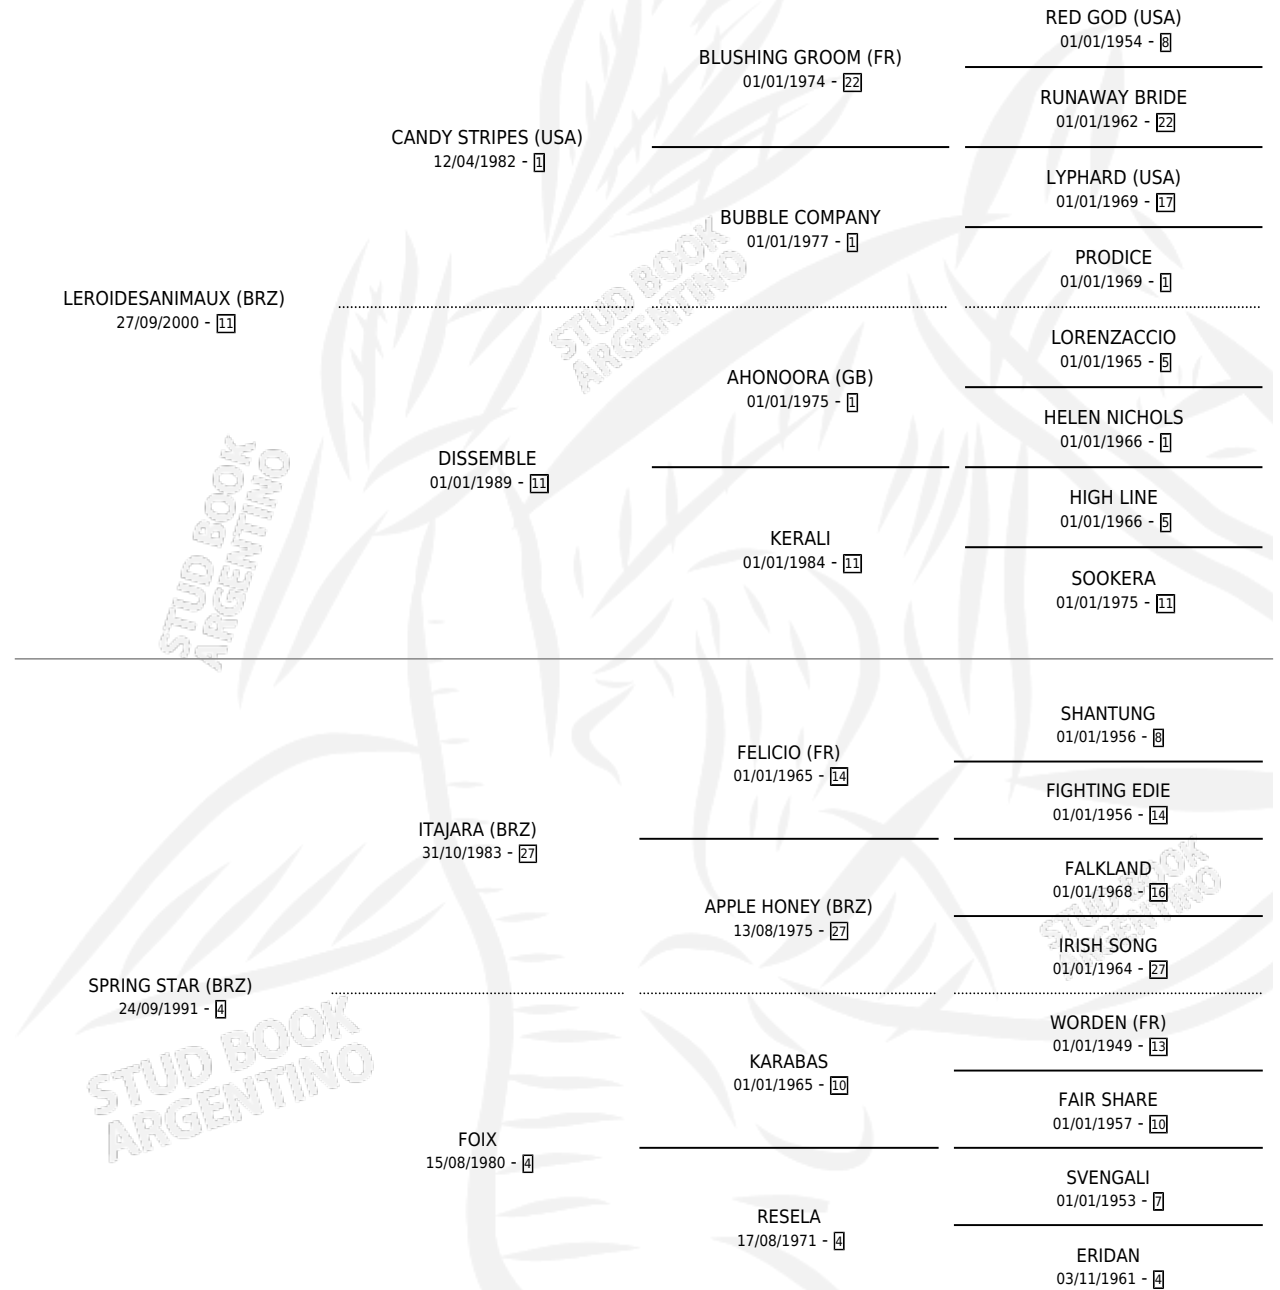 RED GOD (USA)
01/01/1954 - 8
BLUSHING GROOM (FR)
01/01/1974 - 22
RUNAWAY BRIDE
01/01/1962 - 22
CANDY STRIPES (USA)
12/04/1982 - 1
LYPHARD (USA)
01/01/1969 - 17
BUBBLE COMPANY
01/01/1977 - 1
PRODICE
01/01/1969 - 1
LEROIDESANIMAUX (BRZ)
27/09/2000 - 11
LORENZACCIO
01/01/1965 - 5
AHONOORA (GB)
01/01/1975 - 1
HELEN NICHOLS
01/01/1966 - 1
DISSEMBLE
01/01/1989 - 11
HIGH LINE
01/01/1966 - 5
KERALI
01/01/1984 - 11
SOOKERA
01/01/1975 - 11
SHANTUNG
01/01/1956 - 8
FELICIO (FR)
01/01/1965 - 14
FIGHTING EDIE
01/01/1956 - 14
ITAJARA (BRZ)
31/10/1983 - 27
FALKLAND
01/01/1968 - 16
APPLE HONEY (BRZ)
13/08/1975 - 27
IRISH SONG
01/01/1964 - 27
SPRING STAR (BRZ)
24/09/1991 - 4
WORDEN (FR)
01/01/1949 - 13
KARABAS
01/01/1965 - 10
FAIR SHARE
01/01/1957 - 10
FOIX
15/08/1980 - 4
SVENGALI
01/01/1953 - 7
RESELA
17/08/1971 - 4
ERIDAN
03/11/1961 - 4
STUD BOOK
ARGENTINO
STUD BOOK
ARGENTINO
STUD BOOK
ARGENTINO
STUD BOOK
ARGENTINO